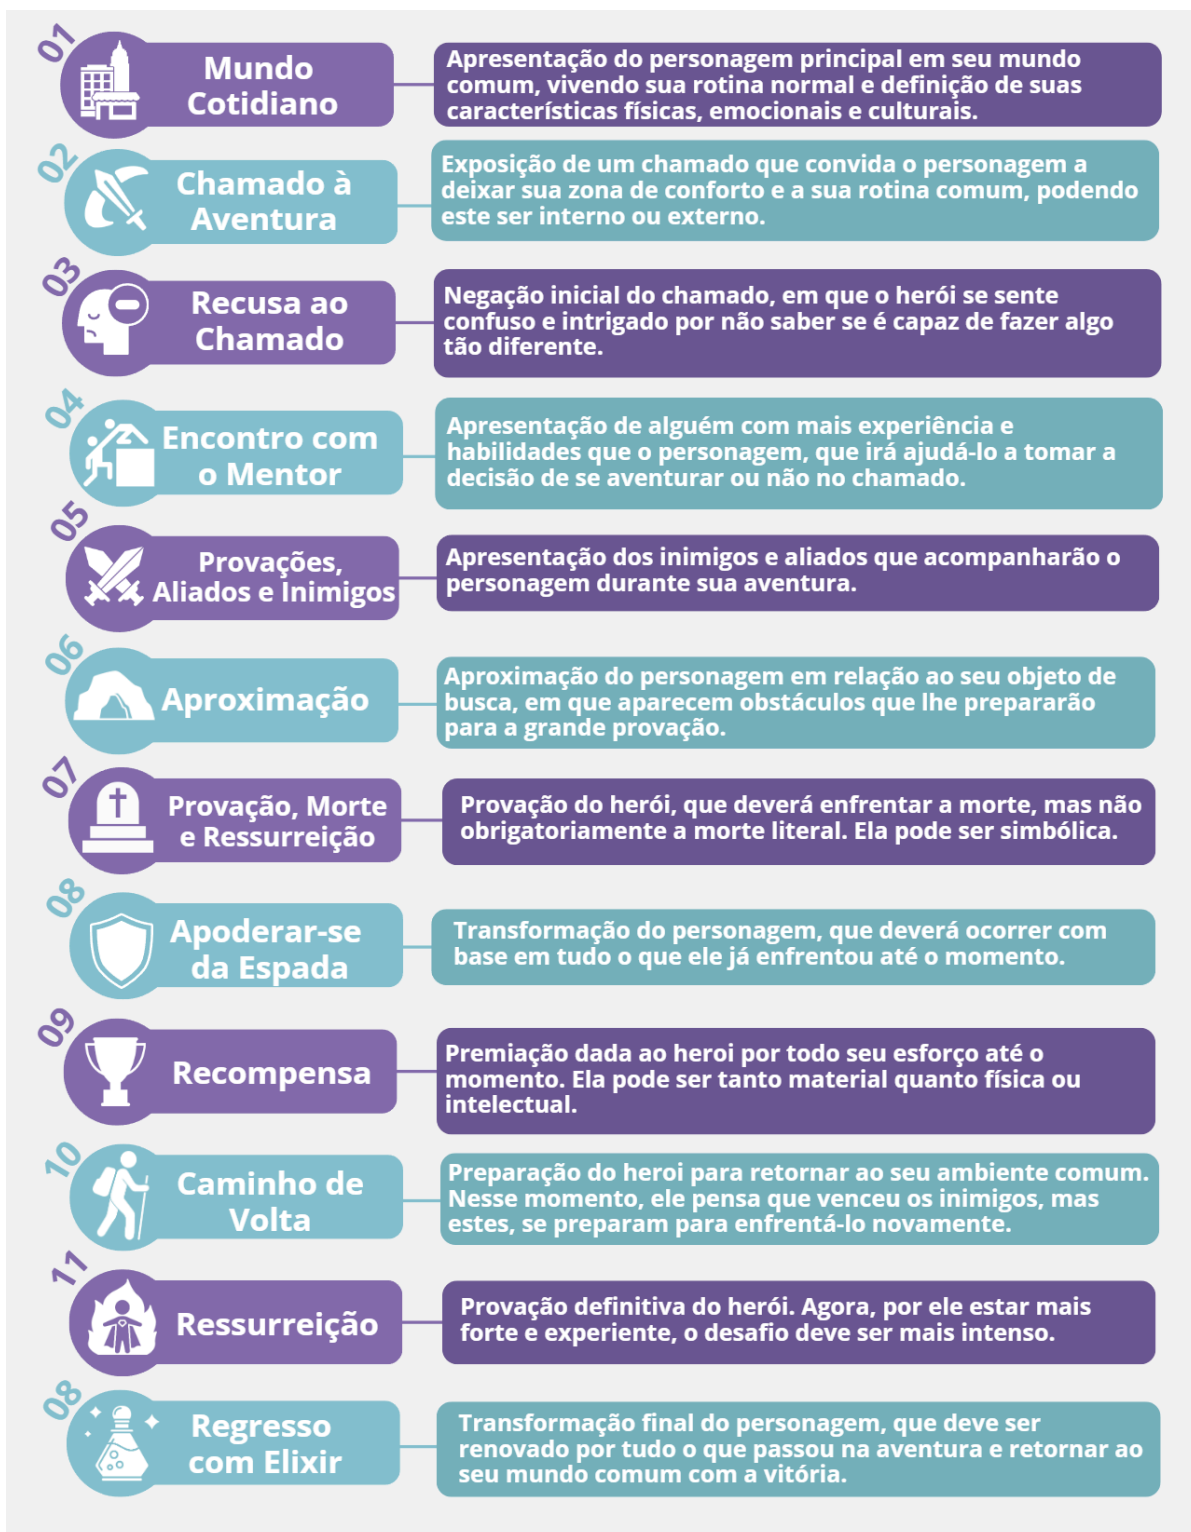 01
Mundo
Cotidiano
Apresentação do personagem principal em seu mundo
comum, vivendo sua rotina normal e definição de suas
características físicas, emocionais e culturais.
02
Chamado à
Aventura
Exposição de um chamado que convida o personagem a
deixar sua zona de conforto e a sua rotina comum, podendo
este ser interno ou externo.
03
Recusa ao
Chamado
Negação inicial do chamado, em que o herói se sente
confuso e intrigado por não saber se é capaz de fazer algo
tão diferente.
04
Encontro com
o Mentor
Apresentação de alguém com mais experiência e
habilidades que o personagem, que irá ajudá-lo a tomar a
decisão de se aventurar ou não no chamado.
05
Provações,
Aliados e Inimigos
Apresentação dos inimigos e aliados que acompanharão o
personagem durante sua aventura.
06
Aproximação
Aproximação do personagem em relação ao seu objeto de
busca, em que aparecem obstáculos que lhe prepararão
para a grande provação.
07
Provação, Morte
e Ressurreição
Provação do herói, que deverá enfrentar a morte, mas não
obrigatoriamente a morte literal. Ela pode ser simbólica.
08
Apoderar-se
da Espada
Transformação do personagem, que deverá ocorrer com
base em tudo o que ele já enfrentou até o momento.
09
Recompensa
Premiação dada ao heroi por todo seu esforço até o
momento. Ela pode ser tanto material quanto física ou
intelectual.
10
Caminho de
Volta
Preparação do heroi para retornar ao seu ambiente comum.
Nesse momento, ele pensa que venceu os inimigos, mas
estes, se preparam para enfrentá-lo novamente.
11
Ressurreição
Provação definitiva do herói. Agora, por ele estar mais
forte e experiente, o desafio deve ser mais intenso.
08
Regresso
com Elixir
Transformação final do personagem, que deve ser
renovado por tudo o que passou na aventura e retornar ao
seu mundo comum com a vitória.